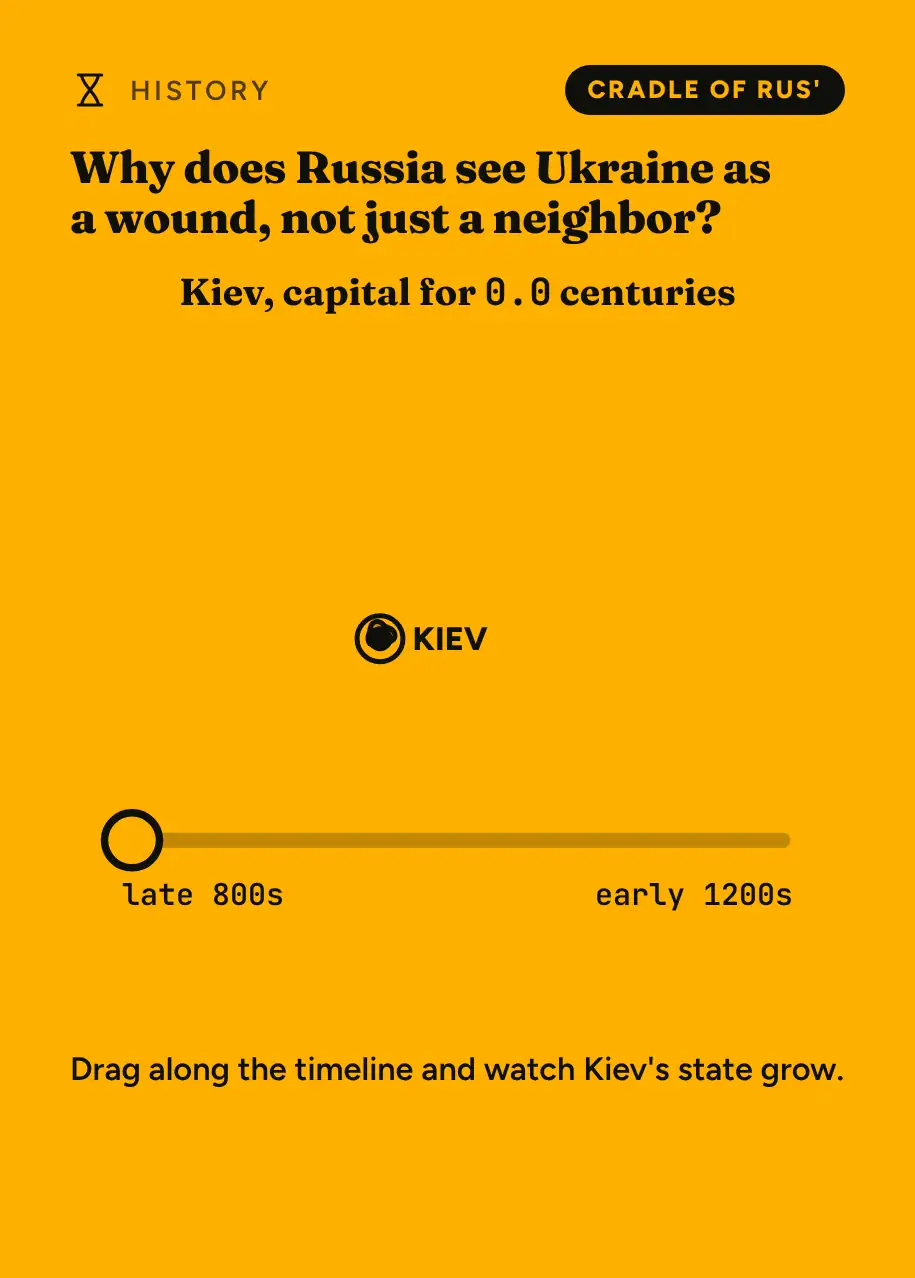 HISTORY
CRADLE OF RUS'
Why does Russia see Ukraine as
a wound, not just a neighbor?
Kiev, capital for 0.0 centuries
KIEV
late 800s
early 1200s
Drag along the timeline and watch Kiev's state grow.